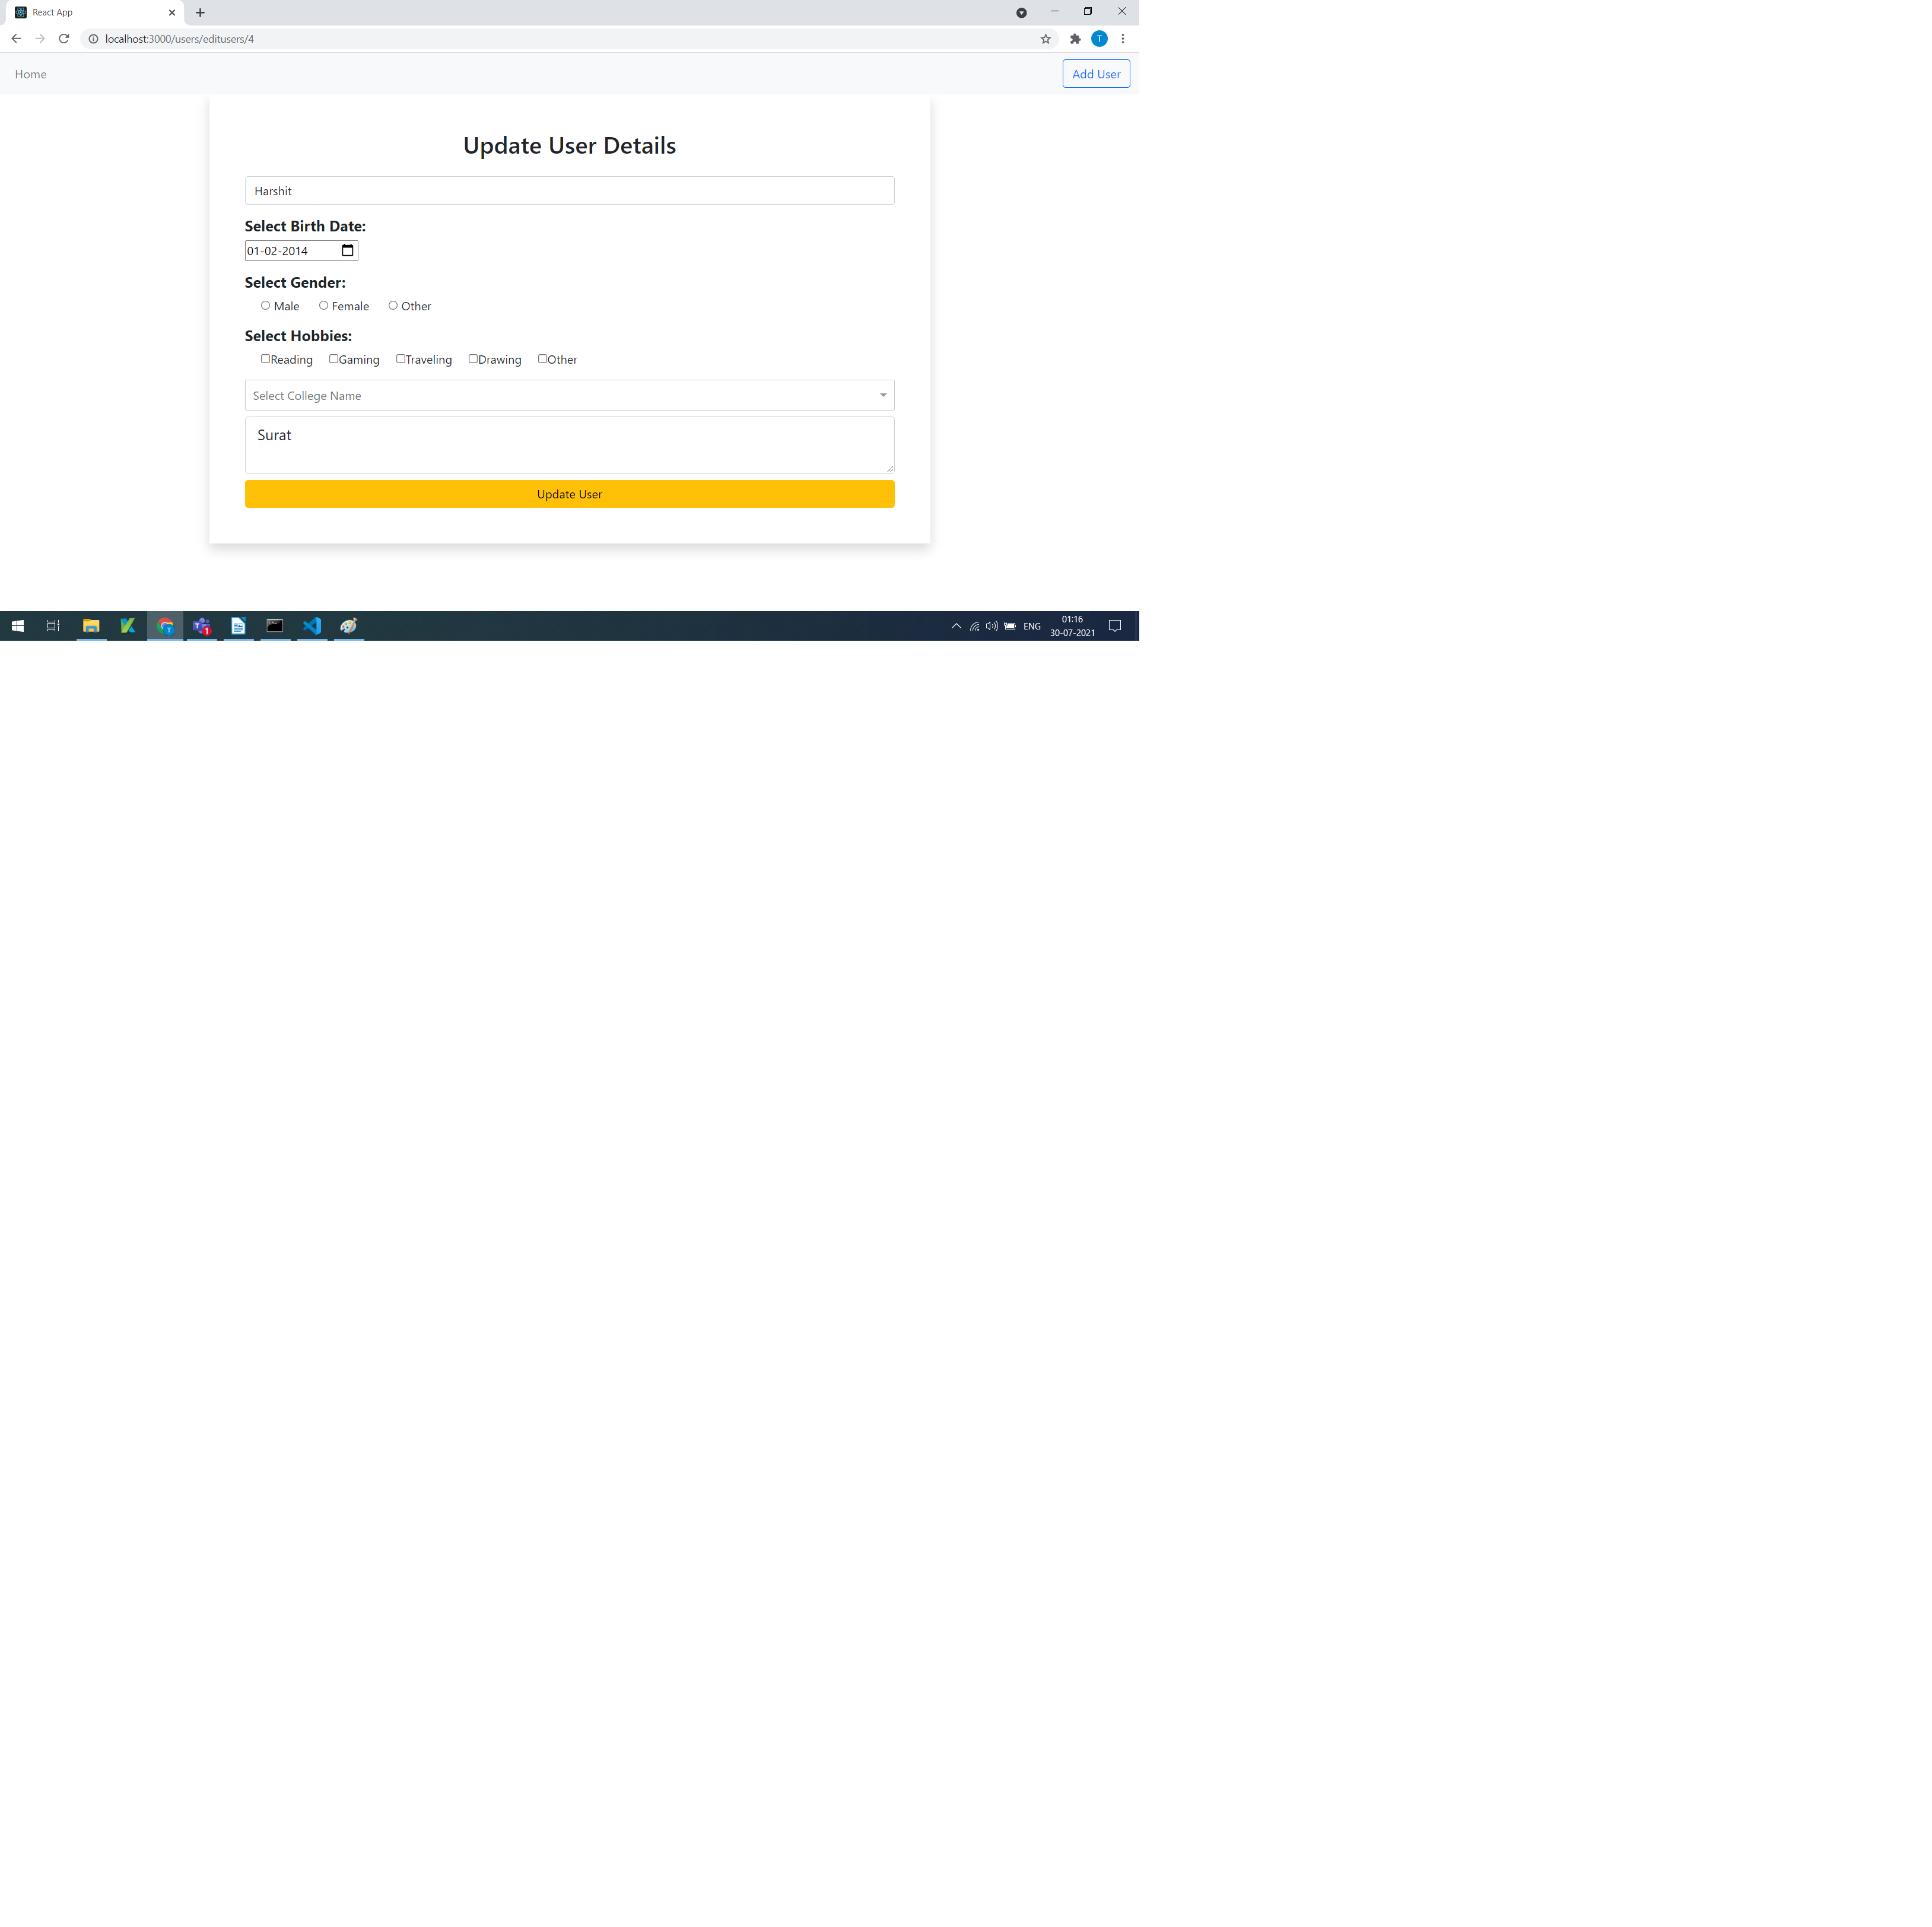 React App
localhost:3000/users/editusers/4
T
Home
Add User
Update User Details
Harshit
Select Birth Date:
01-02-2014
Select Gender:
Male Female Other
Select Hobbies:
Reading Gaming Traveling Drawing Other
Select College Name
Surat
Update User
T
T 1
ENG
01:16
30-07-2021